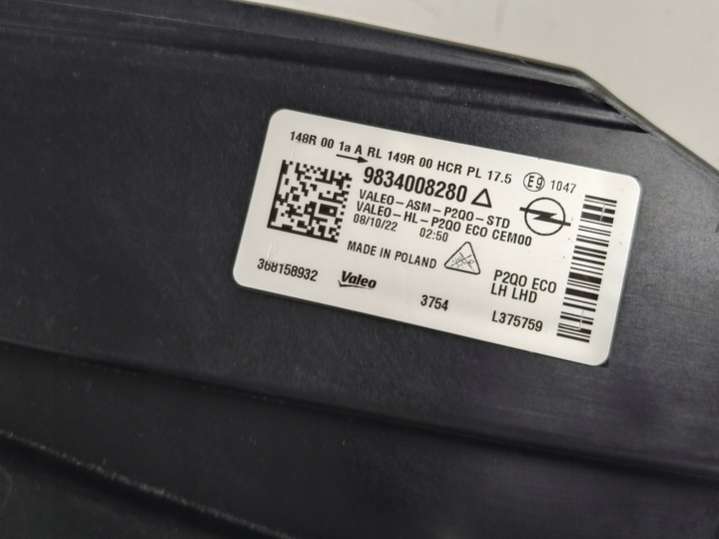 148R 00 1a A RL 149R 00 HCR PL 17.5 E9 1047
9834008280
VALEO-ASM-P2QO-STD
VALEO-HL-P2QO ECO CEM00
08/10/22 02:50
MADE IN POLAND
P2QO ECO
LH LHD
368158932 Valeo 3754 L375759